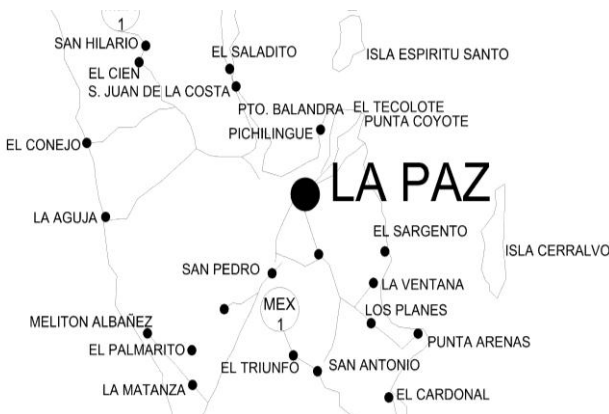 1
SAN HILARIO
EL SALADITO
ISLA ESPIRITU SANTO
EL CIEN
S. JUAN DE LA COSTA
PTO. BALANDRA
EL TECOLOTE
PUNTA COYOTE
PICHILINGUE
EL CONEJO
LA PAZ
LA AGUJA
EL SARGENTO
ISLA CERRALVO
SAN PEDRO
LA VENTANA
MEX
1
LOS PLANES
MELITON ALBAÑEZ
PUNTA ARENAS
EL PALMARITO
EL TRIUNFO
SAN ANTONIO
LA MATANZA
EL CARDONAL